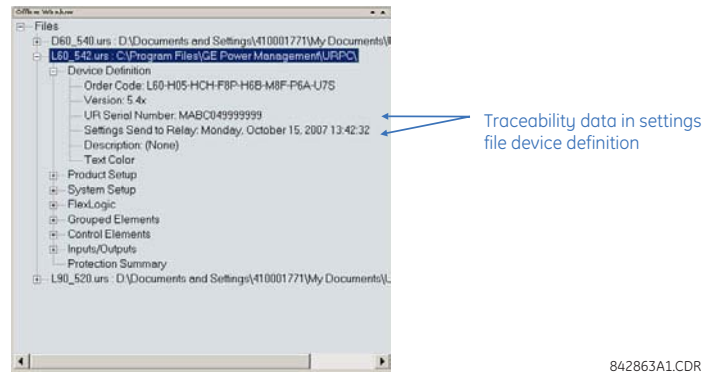 Offline Window
Files
D60_540.urs : D:\Documents and Settings\410001771\My Documents\
L60_542.urs : C:\Program Files\GE Power Management\URPC\
Device Definition
Order Code: L60-H05-HCH-F8P-H6B-M8F-P6A-U7S
Version: 5.4x
UR Serial Number: MABC049999999
Settings Send to Relay: Monday, October 15, 2007 13:42:32
Description: (None)
Text Color
Product Setup
System Setup
FlexLogic
Grouped Elements
Control Elements
Inputs/Outputs
Protection Summary
L90_520.urs : D:\Documents and Settings\410001771\My Documents\
Traceability data in settings
file device definition
842863A1.CDR